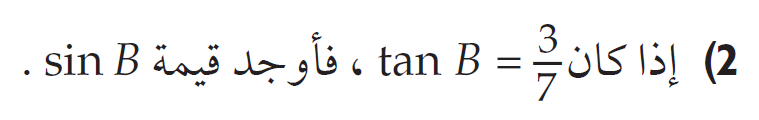 2) إذا كان tan B = 3/7 ، فأوجد قيمة sin B .